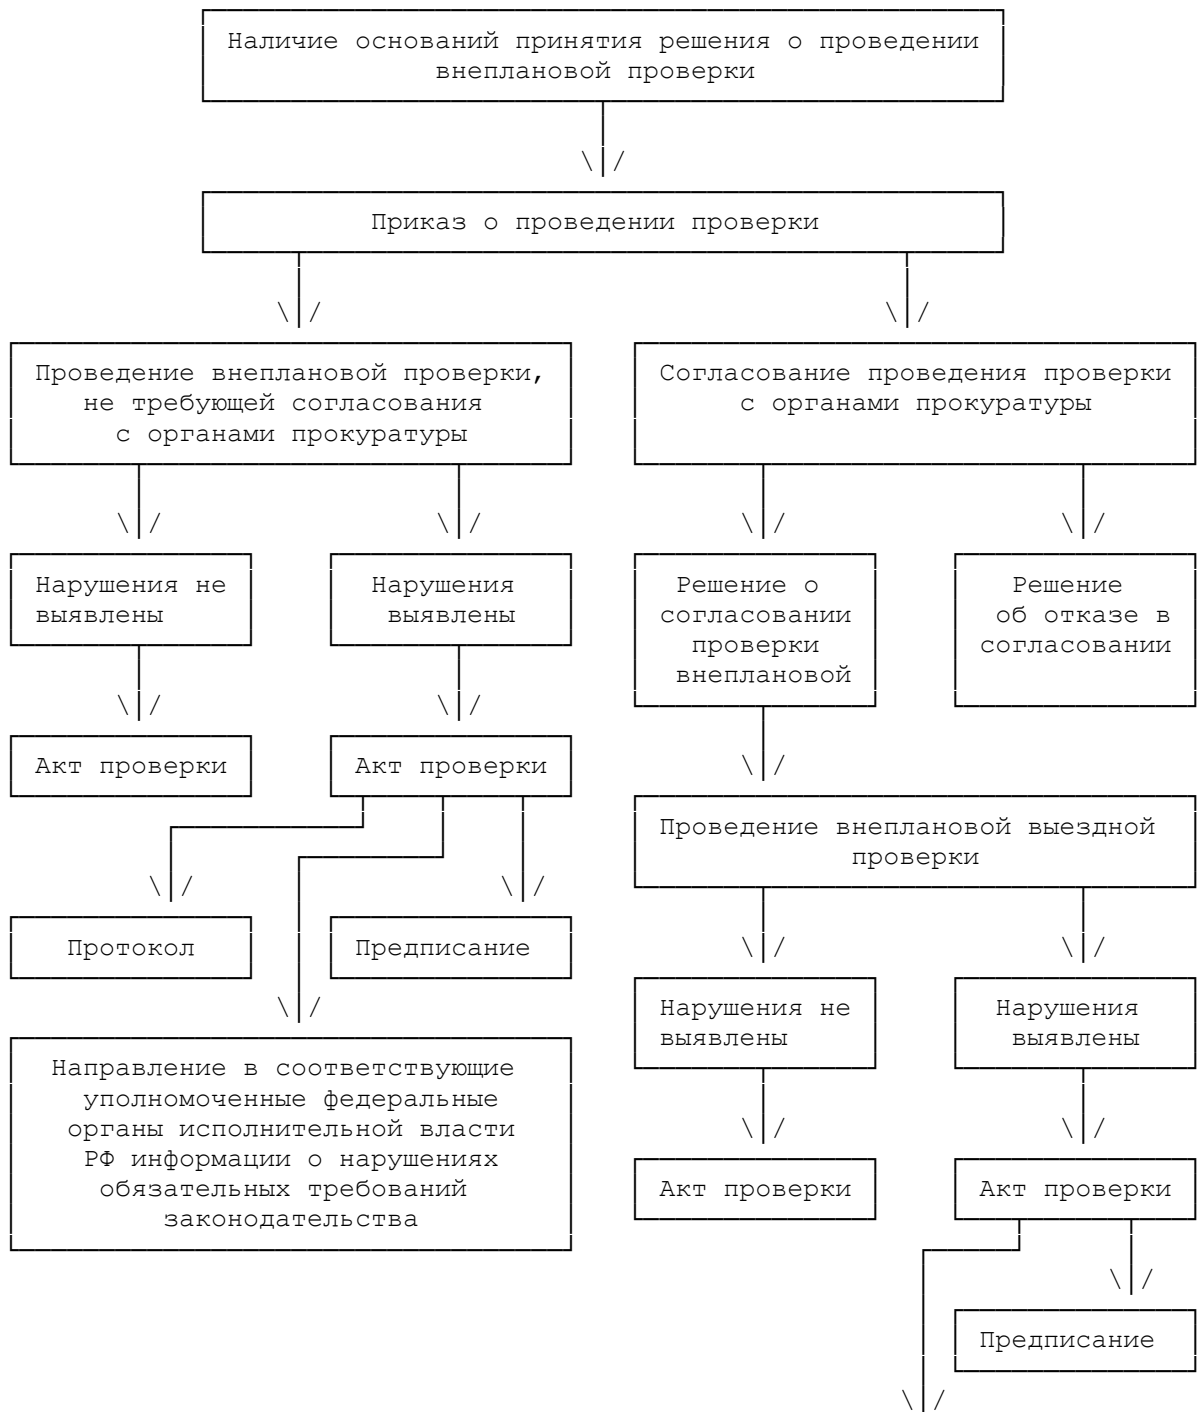 Наличие оснований принятия решения о проведении
внеплановой проверки
Приказ о проведении проверки
Проведение внеплановой проверки,
не требующей согласования
с органами прокуратуры
Согласование проведения проверки
с органами прокуратуры
Нарушения не
выявлены
Нарушения
выявлены
Решение о
согласовании
проверки
внеплановой
Решение
об отказе в
согласовании
Акт проверки
Акт проверки
Проведение внеплановой выездной
проверки
Протокол
Предписание
Нарушения не
выявлены
Нарушения
выявлены
Направление в соответствующие
уполномоченные федеральные
органы исполнительной власти
РФ информации о нарушениях
обязательных требований
законодательства
Акт проверки
Акт проверки
Предписание